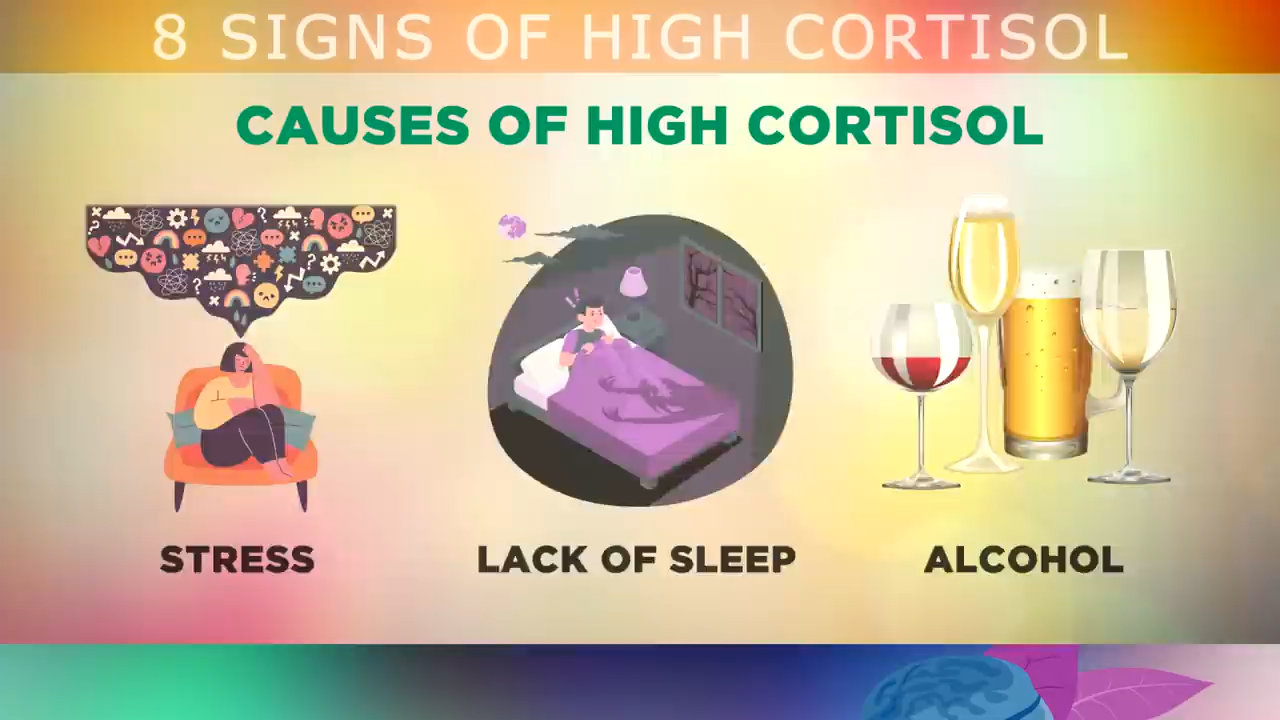 8 SIGNS OF HIGH CORTISOL
CAUSES OF HIGH CORTISOL
STRESS
LACK OF SLEEP
ALCOHOL